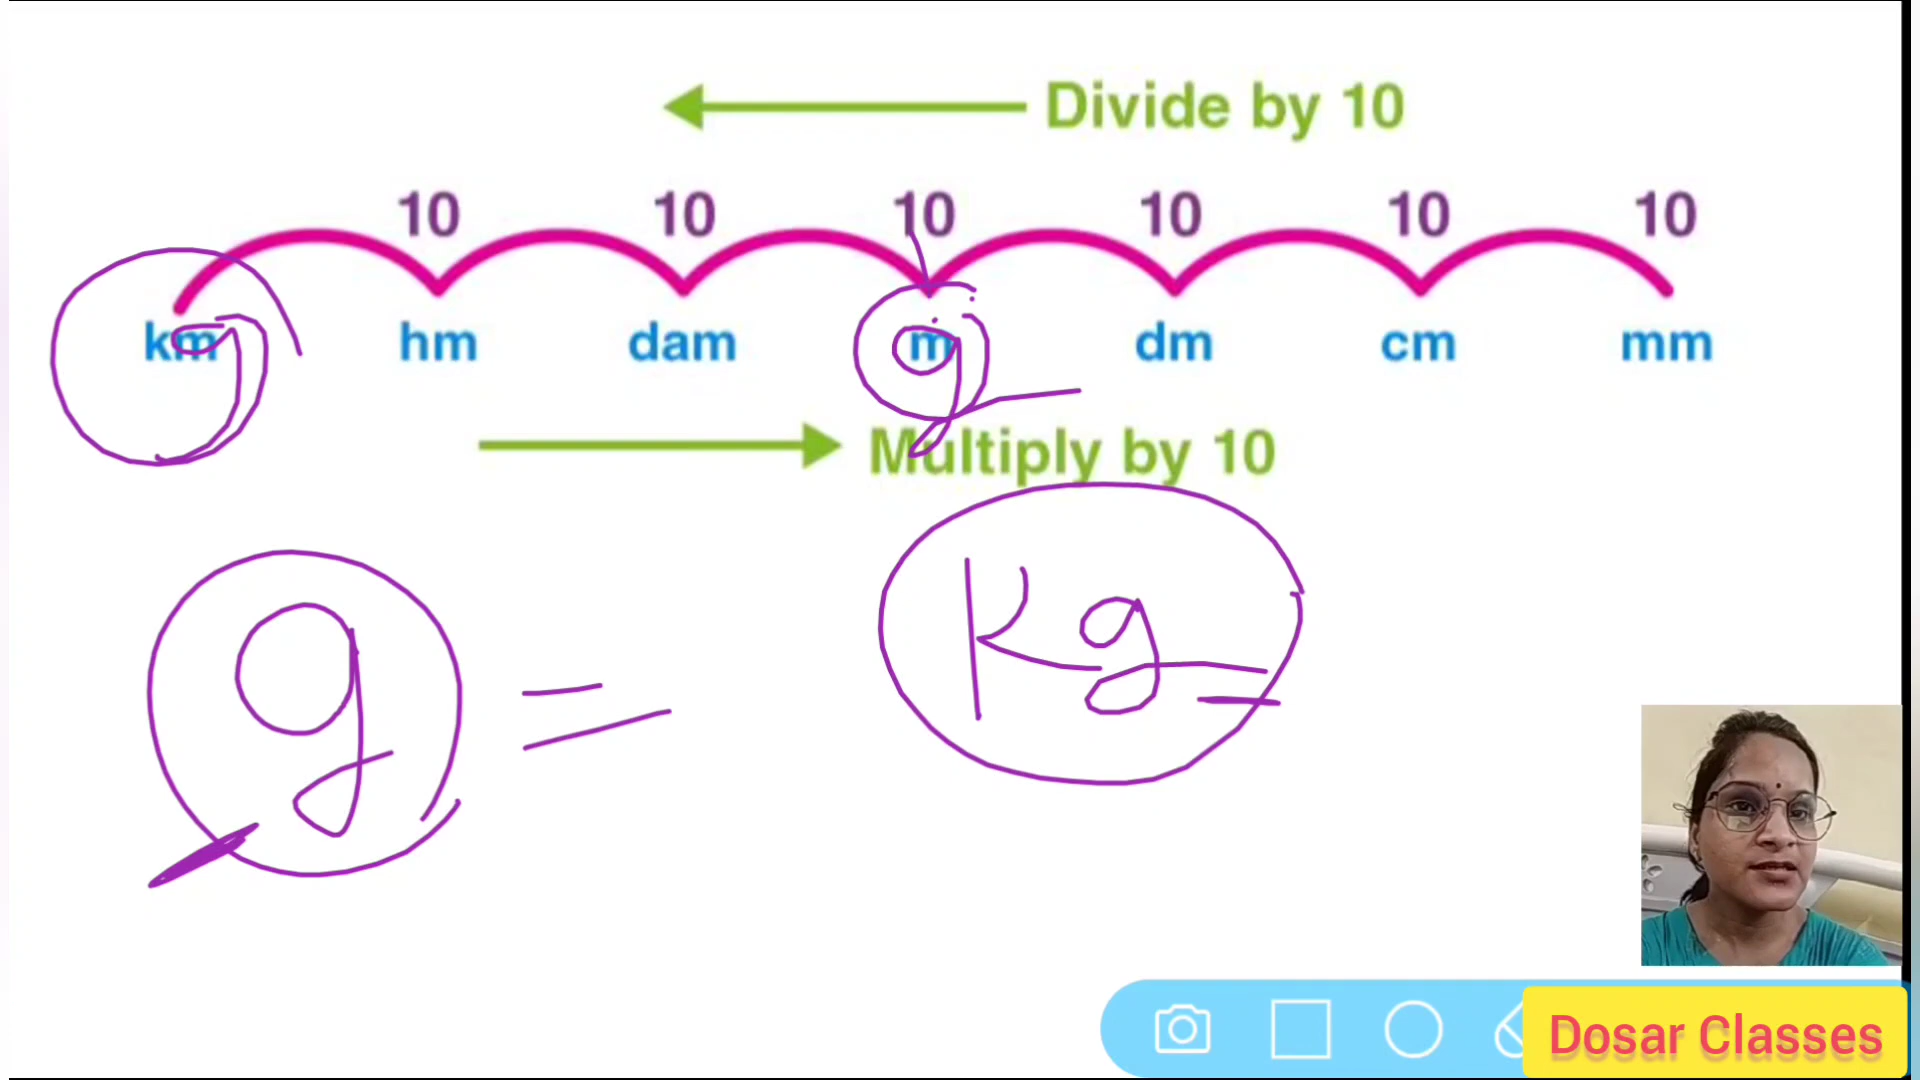 Divide by 10
10 10 10 10 10 10
km hm dam m dm cm mm
g g
Multiply by 10
g = kg
Dosar Classes